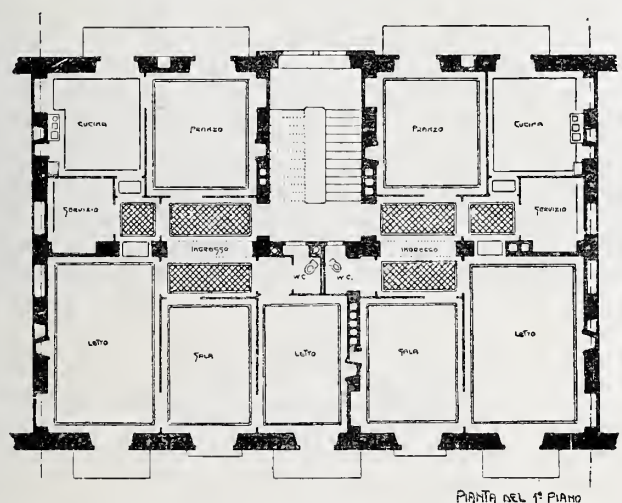 CUCINA
PRANZO
PRANZO
CUCINA
SERVIZIO
SERVIZIO
INGRESSO
INGRESSO
W.C.
W.C.
LETTO
SALA
LETTO
SALA
LETTO
PIANTA DEL 1° PIANO